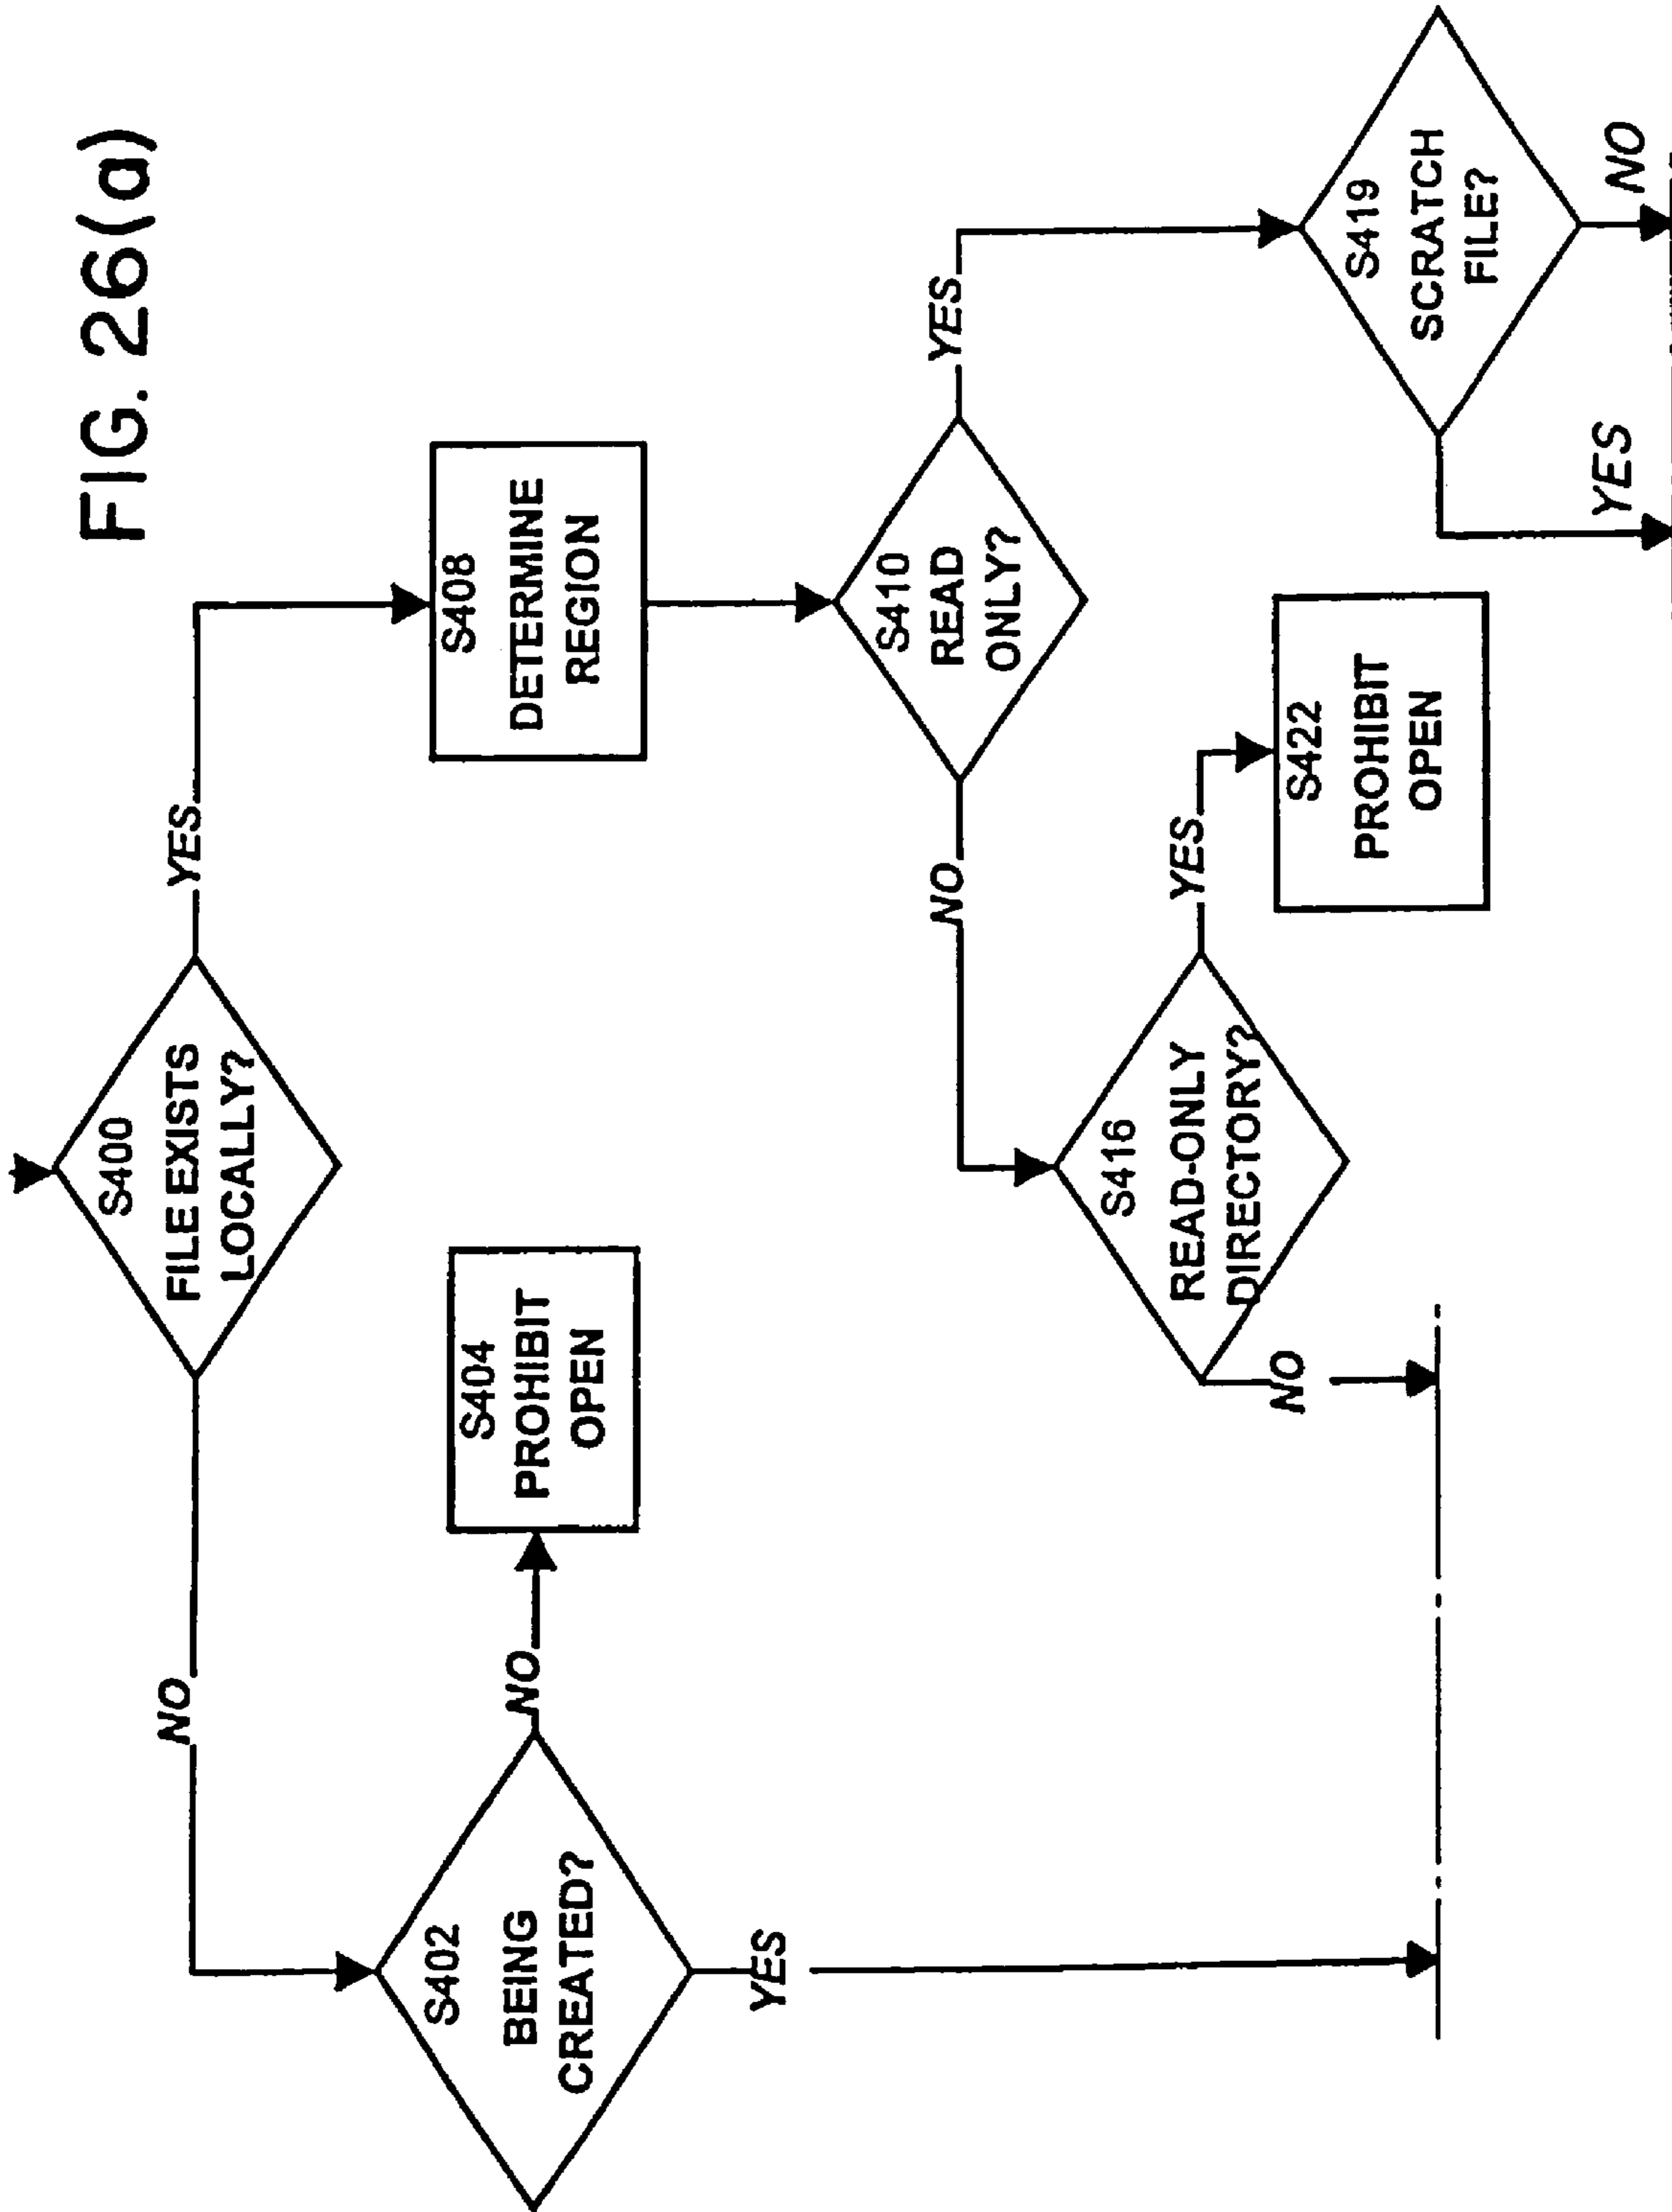 FIG. 26(a)
S400
FILE EXISTS
LOCALLY?
NO
YES
S402
BEING
CREATED?
NO
YES
S404
PROHIBIT
OPEN
S408
DETERMINE
REGION
S410
READ
ONLY?
NO
YES
S416
READ-ONLY
DIRECTORY?
NO
YES
S422
PROHIBIT
OPEN
S419
SCRATCH
FILE?
YES
NO